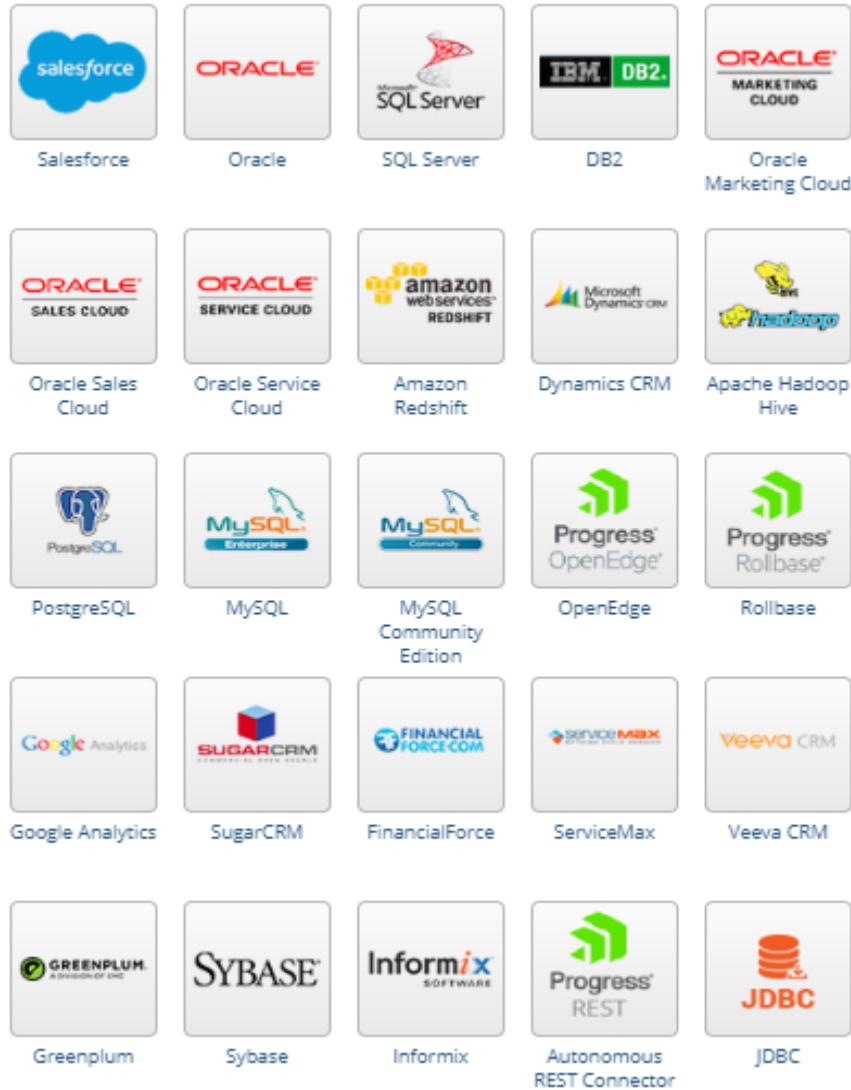 salesforce
ORACLE
Microsoft
SQL Server
IBM. DB2.
ORACLE
MARKETING
CLOUD
Salesforce
Oracle
SQL Server
DB2
Oracle
Marketing Cloud
ORACLE
SALES CLOUD
ORACLE
SERVICE CLOUD
amazon
webservices
REDSHIFT
Microsoft
Dynamics CRM
HIVE
hadoop
Oracle Sales
Cloud
Oracle Service
Cloud
Amazon
Redshift
Dynamics CRM
Apache Hadoop
Hive
PostgreSQL
MySQL
Enterprise
MySQL
Community
Progress
OpenEdge
Progress
Rollbase
PostgreSQL
MySQL
MySQL
Community
Edition
OpenEdge
Rollbase
Google Analytics
SUGARCRM
COMMERCIAL OPEN SOURCE
FINANCIAL
FORCE.COM
SERVICEMAX
veeva CRM
Google Analytics
SugarCRM
FinancialForce
ServiceMax
Veeva CRM
GREENPLUM
A DIVISION OF EMC
SYBASE
Informix
SOFTWARE
Progress
REST
JDBC
Greenplum
Sybase
Informix
Autonomous
REST Connector
JDBC